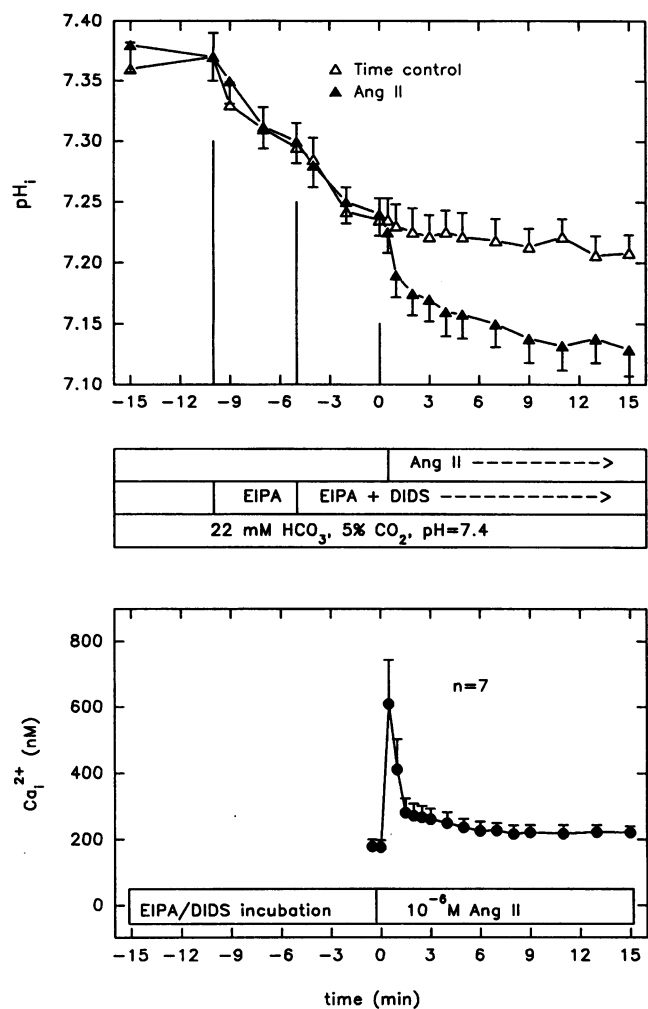 7.40
7.35
7.30
7.25
7.20
7.15
7.10
pHi
△ Time control
▲ Ang II
−15 −12 −9 −6 −3 0 3 6 9 12 15
Ang II ----------->
EIPA EIPA + DIDS ------------->
22 mM HCO3, 5% CO2, pH=7.4
800
600
400
200
0
Cai2+ (nM)
n=7
EIPA/DIDS incubation 10−6M Ang II
−15 −12 −9 −6 −3 0 3 6 9 12 15
time (min)